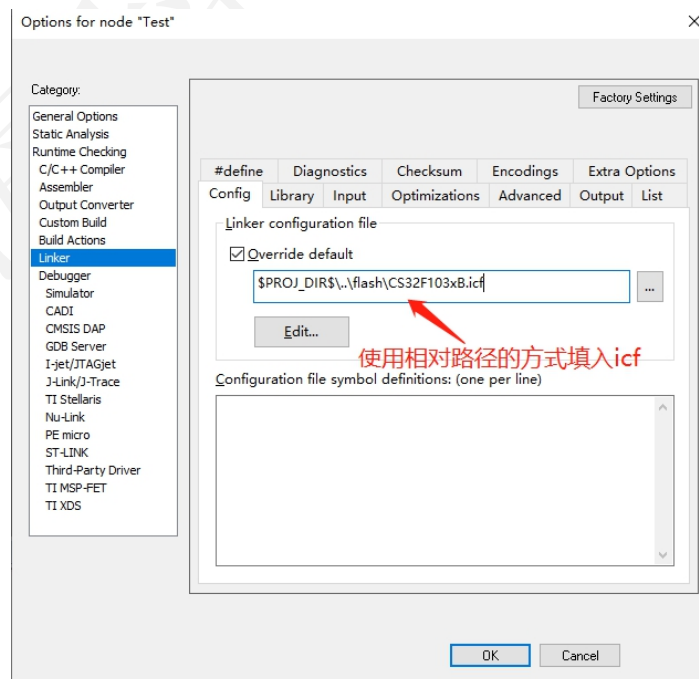 Options for node "Test"
Category:
General Options
Static Analysis
Runtime Checking
C/C++ Compiler
Assembler
Output Converter
Custom Build
Build Actions
Linker
Debugger
Simulator
CADI
CMSIS DAP
GDB Server
I-jet/JTAGjet
J-Link/J-Trace
TI Stellaris
Nu-Link
PE micro
ST-LINK
Third-Party Driver
TI MSP-FET
TI XDS
Factory Settings
#define Diagnostics Checksum Encodings Extra Options
Config Library Input Optimizations Advanced Output List
Linker configuration file
Override default
$PROJ_DIR$\..\flash\CS32F103xB.icf
...
Edit...
使用相对路径的方式填入icf
Configuration file symbol definitions: (one per line)
OK Cancel